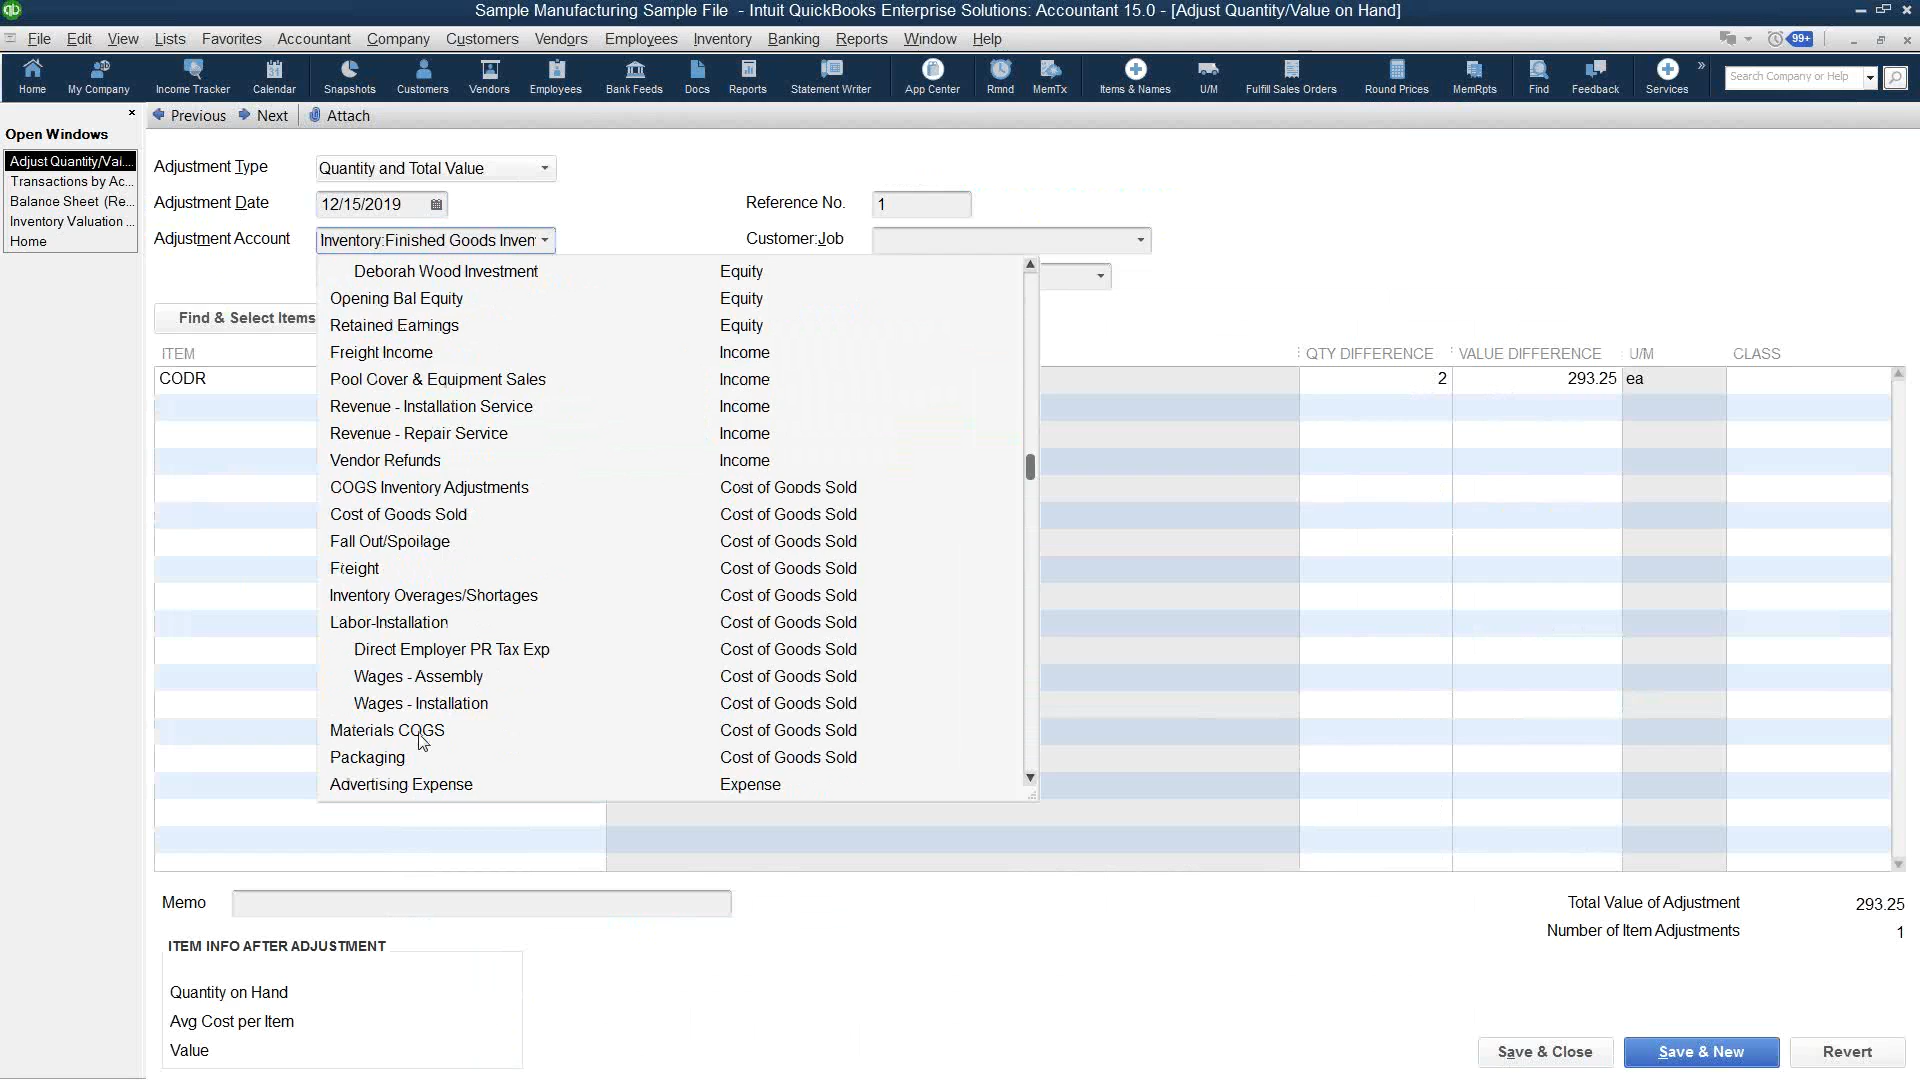 Sample Manufacturing Sample File - Intuit QuickBooks Enterprise Solutions: Accountant 15.0 - [Adjust Quantity/Value on Hand]
File Edit View Lists Favorites Accountant Company Customers Vendors Employees Inventory Banking Reports Window Help 99+
Home My Company Income Tracker Calendar Snapshots Customers Vendors Employees Bank Feeds Docs Reports Statement Writer App Center Rmnd MemTx Items & Names U/M Fulfill Sales Orders Round Prices MemRpts Find Feedback Services » Search Company or Help
Previous Next Attach
Open Windows
Adjust Quantity/Val...
Transactions by Ac...
Balance Sheet (Re...
Inventory Valuation ...
Home
Adjustment Type Quantity and Total Value
Adjustment Date 12/15/2019 Reference No. 1
Adjustment Account Inventory:Finished Goods Inven Customer:Job
Deborah Wood Investment Equity
Opening Bal Equity Equity
Retained Earnings Equity
Freight Income Income
Pool Cover & Equipment Sales Income
Revenue - Installation Service Income
Revenue - Repair Service Income
Vendor Refunds Income
COGS Inventory Adjustments Cost of Goods Sold
Cost of Goods Sold Cost of Goods Sold
Fall Out/Spoilage Cost of Goods Sold
Freight Cost of Goods Sold
Inventory Overages/Shortages Cost of Goods Sold
Labor-Installation Cost of Goods Sold
Direct Employer PR Tax Exp Cost of Goods Sold
Wages - Assembly Cost of Goods Sold
Wages - Installation Cost of Goods Sold
Materials COGS Cost of Goods Sold
Packaging Cost of Goods Sold
Advertising Expense Expense
Find & Select Items
ITEM QTY DIFFERENCE VALUE DIFFERENCE U/M CLASS
CODR 2 293.25 ea
Memo
Total Value of Adjustment 293.25
Number of Item Adjustments 1
ITEM INFO AFTER ADJUSTMENT
Quantity on Hand
Avg Cost per Item
Value
Save & Close Save & New Revert